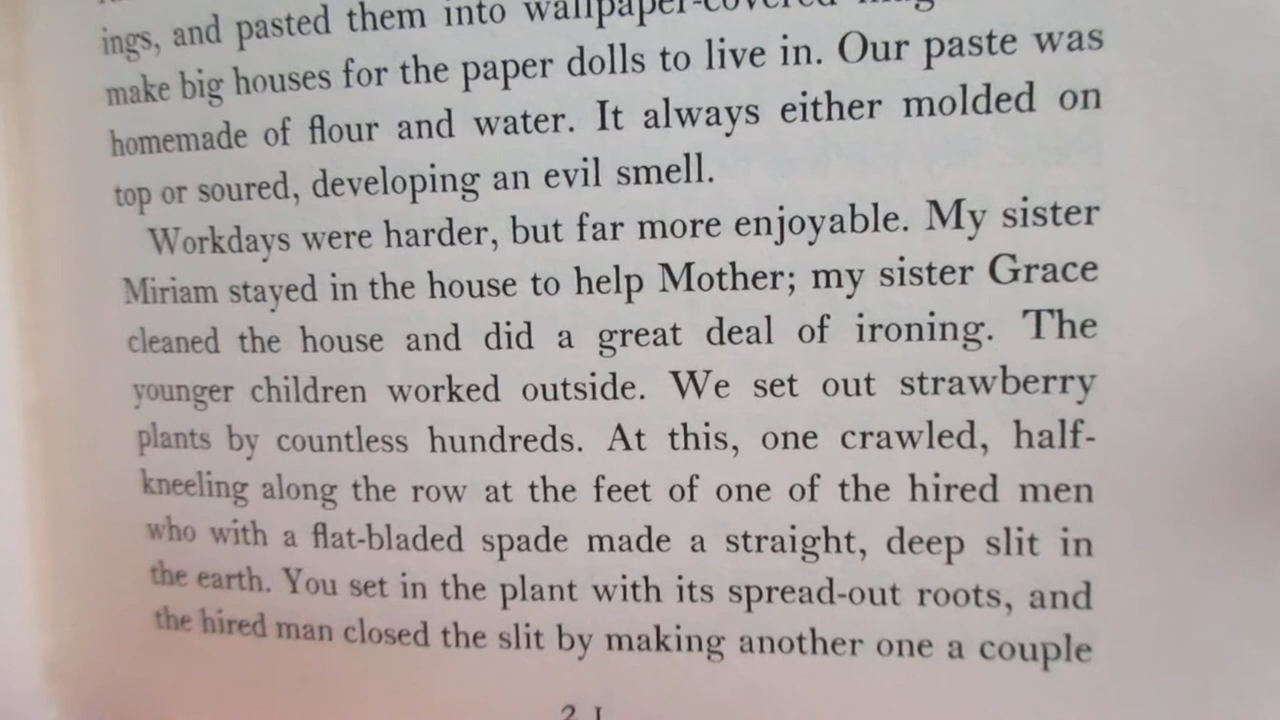 ings, and pasted them into wallpaper-covered
make big houses for the paper dolls to live in. Our paste was
homemade of flour and water. It always either molded on
top or soured, developing an evil smell.
Workdays were harder, but far more enjoyable. My sister
Miriam stayed in the house to help Mother; my sister Grace
cleaned the house and did a great deal of ironing. The
younger children worked outside. We set out strawberry
plants by countless hundreds. At this, one crawled, half-
kneeling along the row at the feet of one of the hired men
who with a flat-bladed spade made a straight, deep slit in
the earth. You set in the plant with its spread-out roots, and
the hired man closed the slit by making another one a couple
21